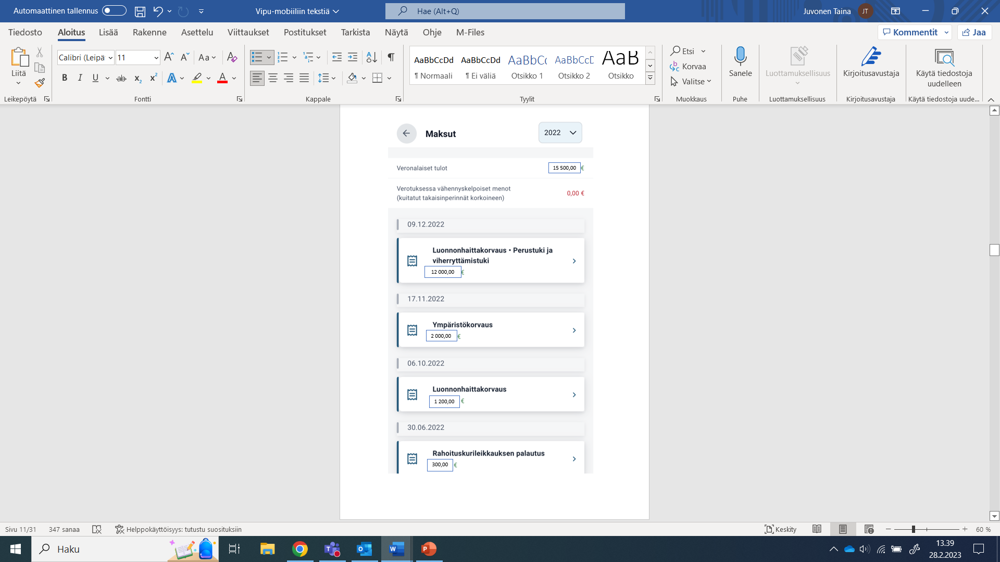 Automaattinen tallennus
Vipu-mobiiliin tekstiä
Hae (Alt+Q)
Juvonen Taina
JT
Tiedosto Aloitus Lisää Rakenne Asettelu Viittaukset Postitukset Tarkista Näytä Ohje M-Files
Kommentit Jaa
Liitä
Leikepöytä
Calibri (Leipä 11
Fontti
Kappale
AaBbCcDd AaBbCcDd AaBbCc AaBbCcD AaB
¶ Normaali ¶ Ei väliä Otsikko 1 Otsikko 2 Otsikko
Tyylit
Etsi
Korvaa
Valitse
Muokkaus
Sanele
Puhe
Luottamuksellisuus
Luottamuksellisuus
Kirjoitusavustaja
Kirjoitusavustaja
Käytä tiedostoja
uudelleen
Käytä tiedostoja uude...
Maksut
2022
Veronalaiset tulot
15 500,00 €
Verotuksessa vähennyskelpoiset menot
(kuitatut takaisinperinnät korkoineen)
0,00 €
09.12.2022
Luonnonhaittakorvaus • Perustuki ja
viherryttämistuki
12 000,00 €
17.11.2022
Ympäristökorvaus
2 000,00 €
06.10.2022
Luonnonhaittakorvaus
1 200,00 €
30.06.2022
Rahoituskurileikkauksen palautus
300,00 €
Sivu 11/31 347 sanaa Helppokäyttöisyys: tutustu suosituksiin
Keskity 60 %
Haku
13.39
28.2.2023